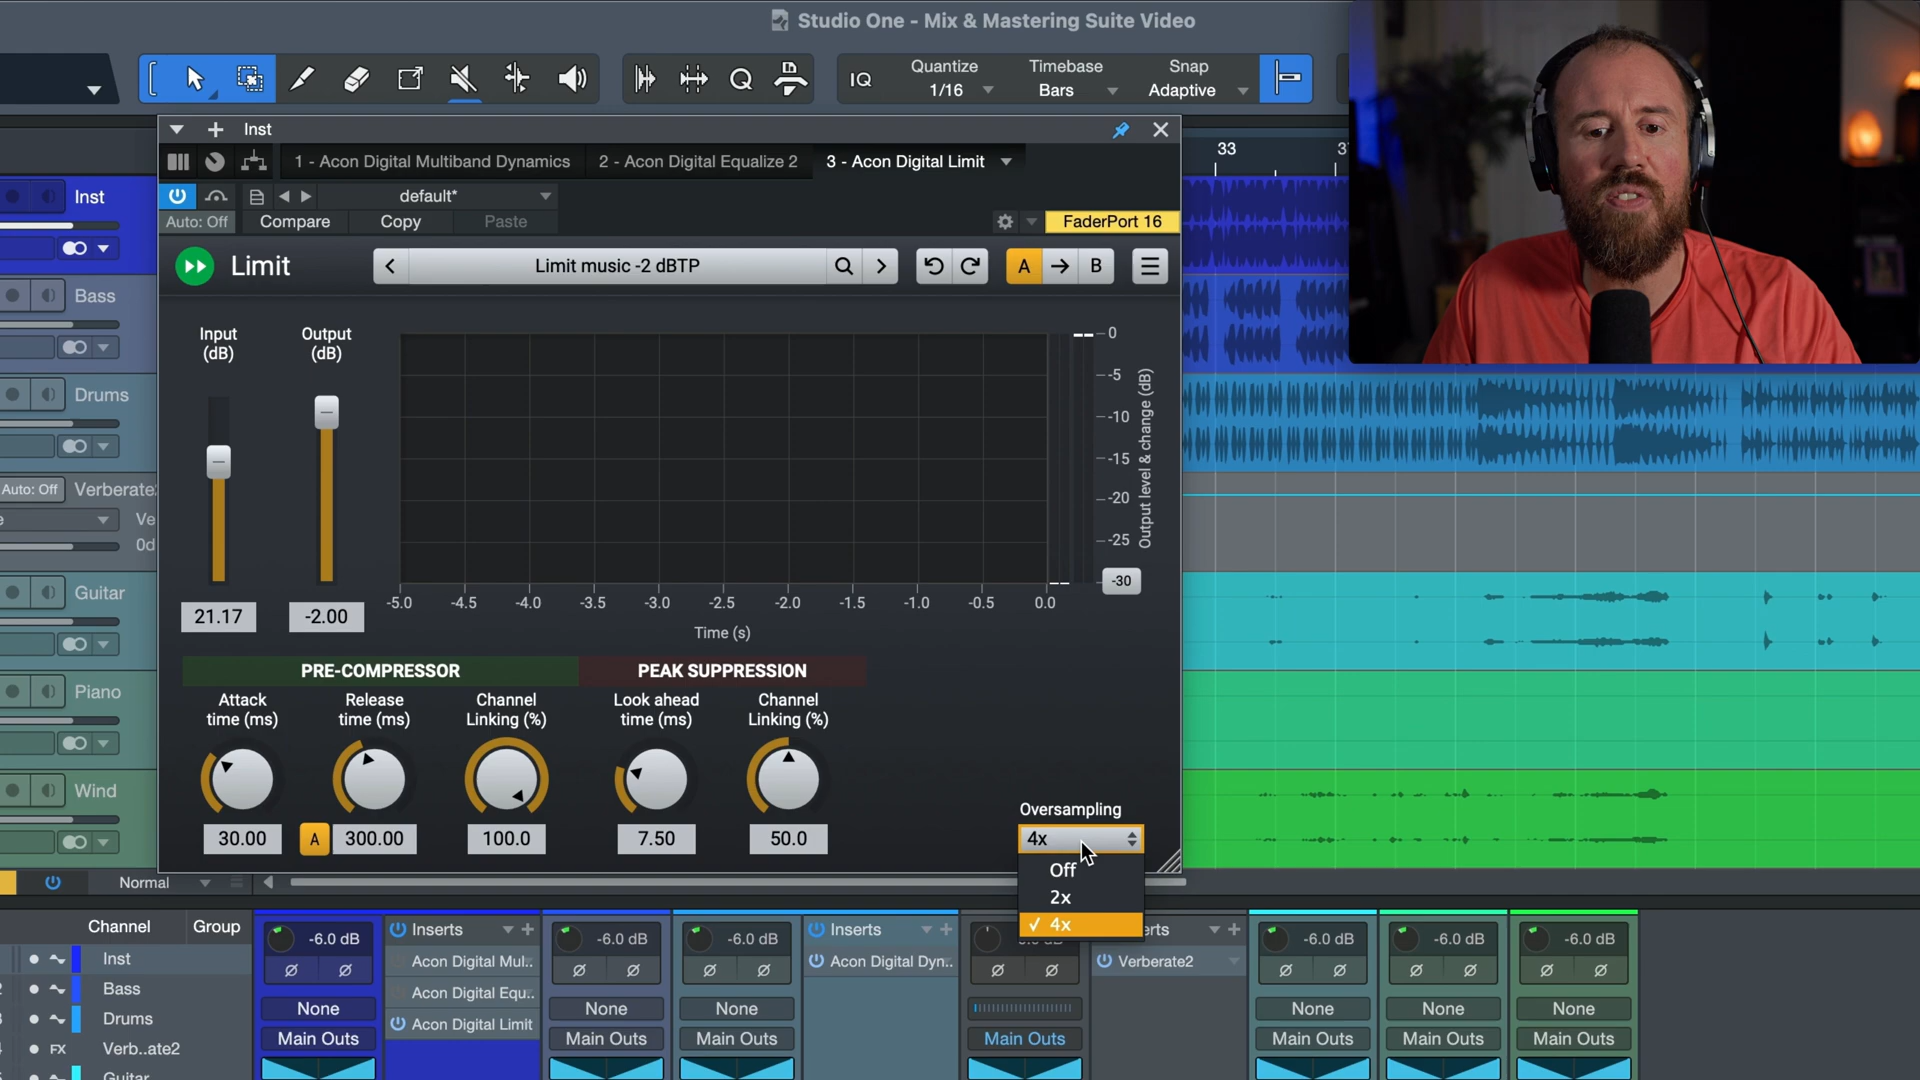 Studio One - Mix & Mastering Suite Video
IQ
Quantize
1/16
Timebase
Bars
Snap
Adaptive
Inst
1 - Acon Digital Multiband Dynamics
2 - Acon Digital Equalize 2
3 - Acon Digital Limit
default*
Auto: Off
Compare
Copy
Paste
FaderPort 16
33
Limit
Limit music -2 dBTP
A
B
Input
(dB)
Output
(dB)
21.17
-2.00
0
-5
-10
-15
-20
-25
-30
Output level & change (dB)
-5.0
-4.5
-4.0
-3.5
-3.0
-2.5
-2.0
-1.5
-1.0
-0.5
0.0
Time (s)
PRE-COMPRESSOR
PEAK SUPPRESSION
Attack
time (ms)
Release
time (ms)
Channel
Linking (%)
Look ahead
time (ms)
Channel
Linking (%)
30.00
A
300.00
100.0
7.50
50.0
Oversampling
4x
Off
2x
4x
Inst
Bass
Drums
Auto: Off
Verberate
Ve
0d
Guitar
Piano
Wind
Normal
Channel
Group
Inst
Bass
Drums
FX
Verb..ate2
Guitar
-6.0 dB
None
Main Outs
Inserts
Acon Digital Mul..
Acon Digital Equ..
Acon Digital Limit
-6.0 dB
None
Main Outs
-6.0 dB
None
Main Outs
Inserts
Acon Digital Dyn..
Main Outs
erts
Verberate2
-6.0 dB
None
Main Outs
-6.0 dB
None
Main Outs
-6.0 dB
None
Main Outs